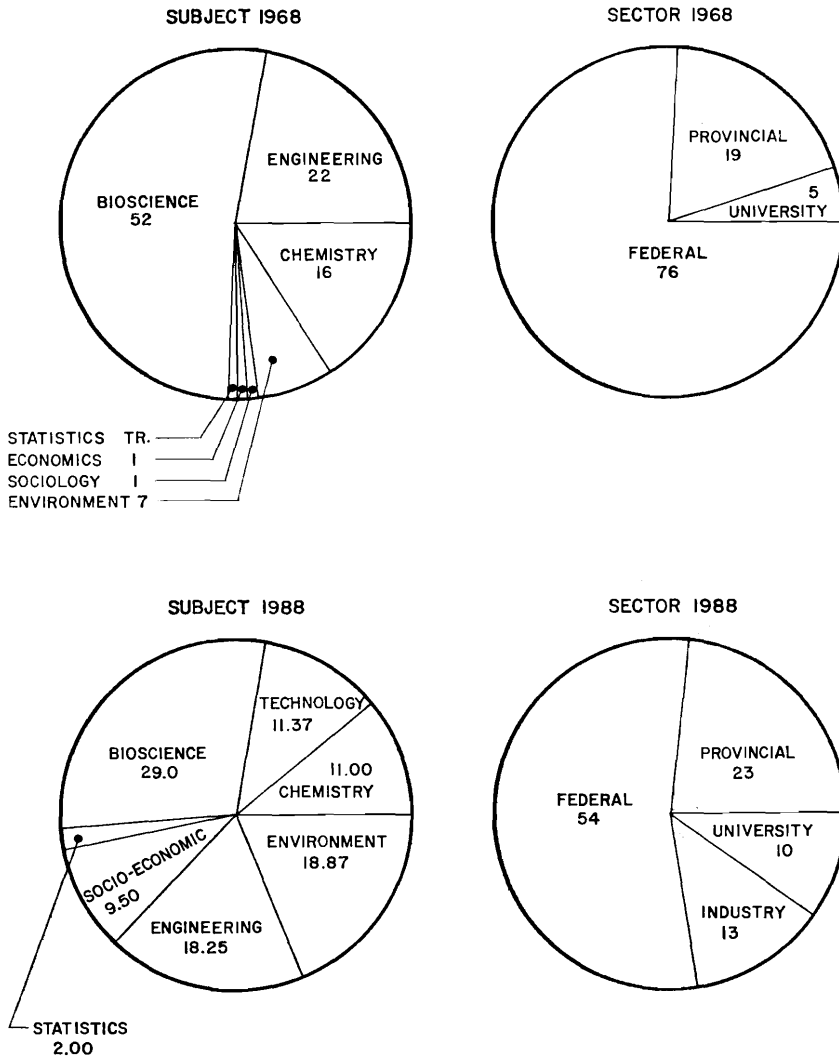 SUBJECT 1968
BIOSCIENCE
52
ENGINEERING
22
CHEMISTRY
16
STATISTICS TR.
ECONOMICS 1
SOCIOLOGY 1
ENVIRONMENT 7
SECTOR 1968
PROVINCIAL
19
5
UNIVERSITY
FEDERAL
76
SUBJECT 1988
TECHNOLOGY
11.37
BIOSCIENCE
29.0
11.00
CHEMISTRY
ENVIRONMENT
18.87
SOCIO-ECONOMIC
9.50
ENGINEERING
18.25
STATISTICS
2.00
SECTOR 1988
PROVINCIAL
23
FEDERAL
54
UNIVERSITY
10
INDUSTRY
13